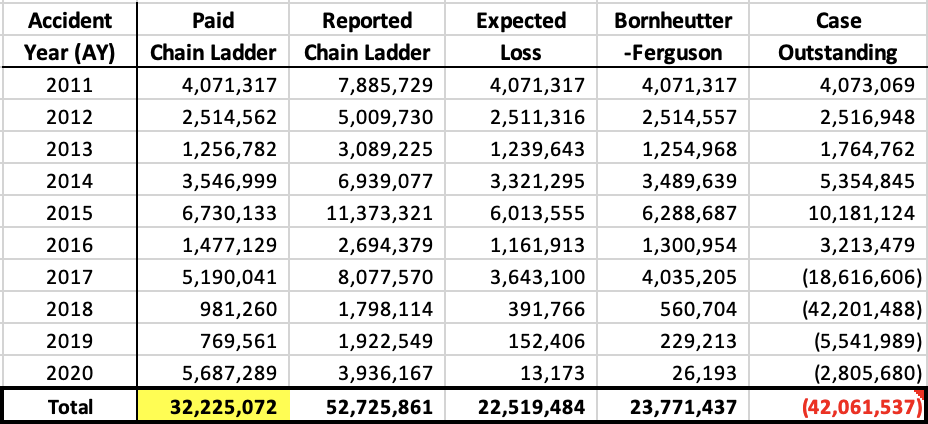 Accident Paid Reported Expected Bornheutter Case
Year (AY) Chain Ladder Chain Ladder Loss -Ferguson Outstanding
2011 4,071,317 7,885,729 4,071,317 4,071,317 4,073,069
2012 2,514,562 5,009,730 2,511,316 2,514,557 2,516,948
2013 1,256,782 3,089,225 1,239,643 1,254,968 1,764,762
2014 3,546,999 6,939,077 3,321,295 3,489,639 5,354,845
2015 6,730,133 11,373,321 6,013,555 6,288,687 10,181,124
2016 1,477,129 2,694,379 1,161,913 1,300,954 3,213,479
2017 5,190,041 8,077,570 3,643,100 4,035,205 (18,616,606)
2018 981,260 1,798,114 391,766 560,704 (42,201,488)
2019 769,561 1,922,549 152,406 229,213 (5,541,989)
2020 5,687,289 3,936,167 13,173 26,193 (2,805,680)
Total 32,225,072 52,725,861 22,519,484 23,771,437 (42,061,537)